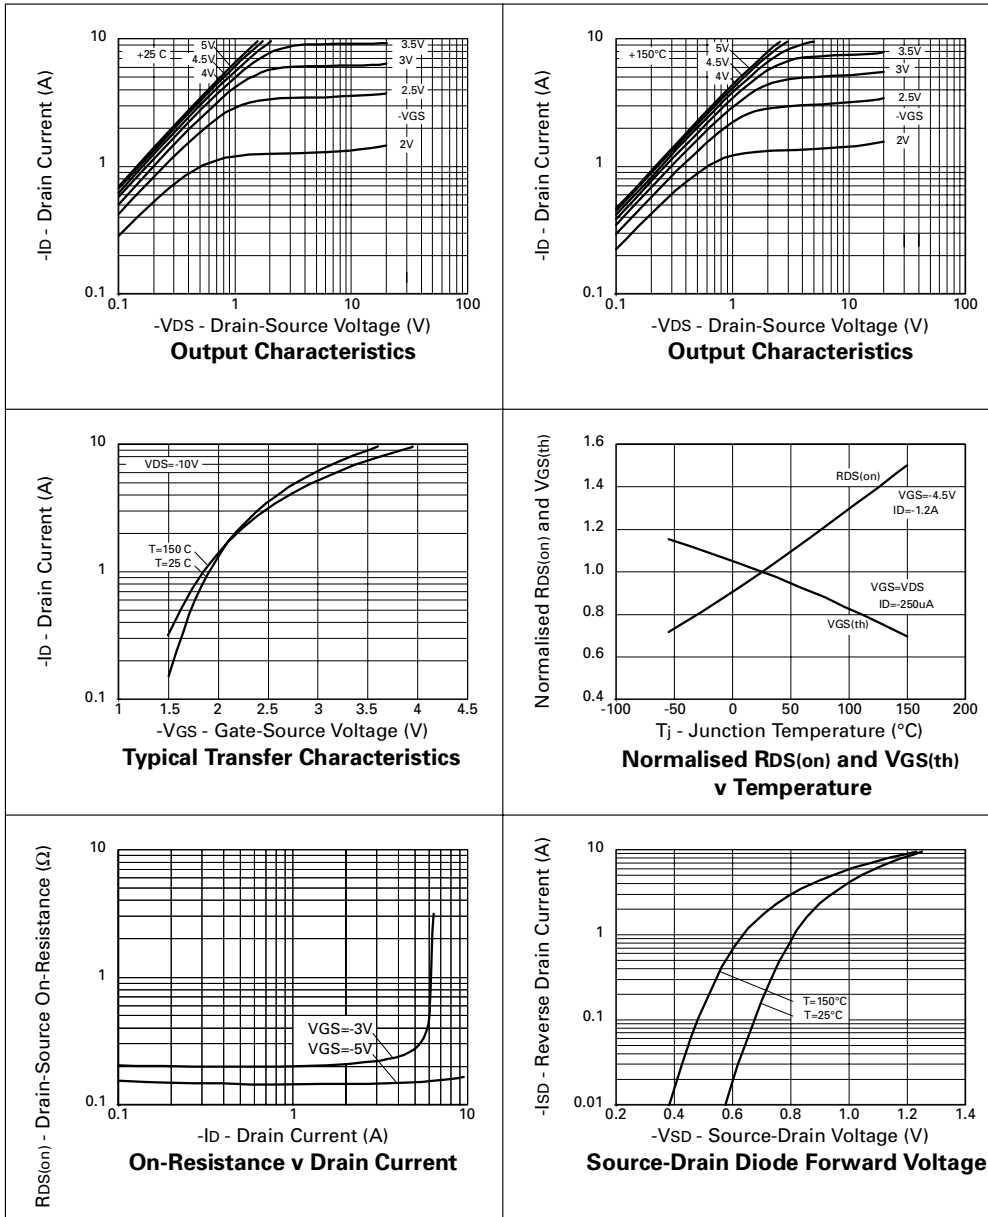 10
+25 C
5V
4.5V
4V
3.5V
3V
2.5V
-VGS
2V
1
0.1
-ID - Drain Current (A)
0.1
1
10
100
-VDS - Drain-Source Voltage (V)
Output Characteristics
10
+150°C
5V
4.5V
4V
3.5V
3V
2.5V
-VGS
2V
1
0.1
-ID - Drain Current (A)
0.1
1
10
100
-VDS - Drain-Source Voltage (V)
Output Characteristics
10
VDS=-10V
T=150 C
T=25 C
1
0.1
-ID - Drain Current (A)
1
1.5
2
2.5
3
3.5
4
4.5
-VGS - Gate-Source Voltage (V)
Typical Transfer Characteristics
1.6
1.4
1.2
1.0
0.8
0.6
0.4
Normalised RDS(on) and VGS(th)
RDS(on)
VGS=-4.5V
ID=-1.2A
VGS=VDS
ID=-250uA
VGS(th)
-100
-50
0
50
100
150
200
Tj - Junction Temperature (°C)
Normalised RDS(on) and VGS(th)
v Temperature
10
1
0.1
RDS(on) - Drain-Source On-Resistance (Ω)
VGS=-3V
VGS=-5V
0.1
1
10
-ID - Drain Current (A)
On-Resistance v Drain Current
10
1
0.1
0.01
-ISD - Reverse Drain Current (A)
T=150°C
T=25°C
0.2
0.4
0.6
0.8
1.0
1.2
1.4
-VSD - Source-Drain Voltage (V)
Source-Drain Diode Forward Voltage